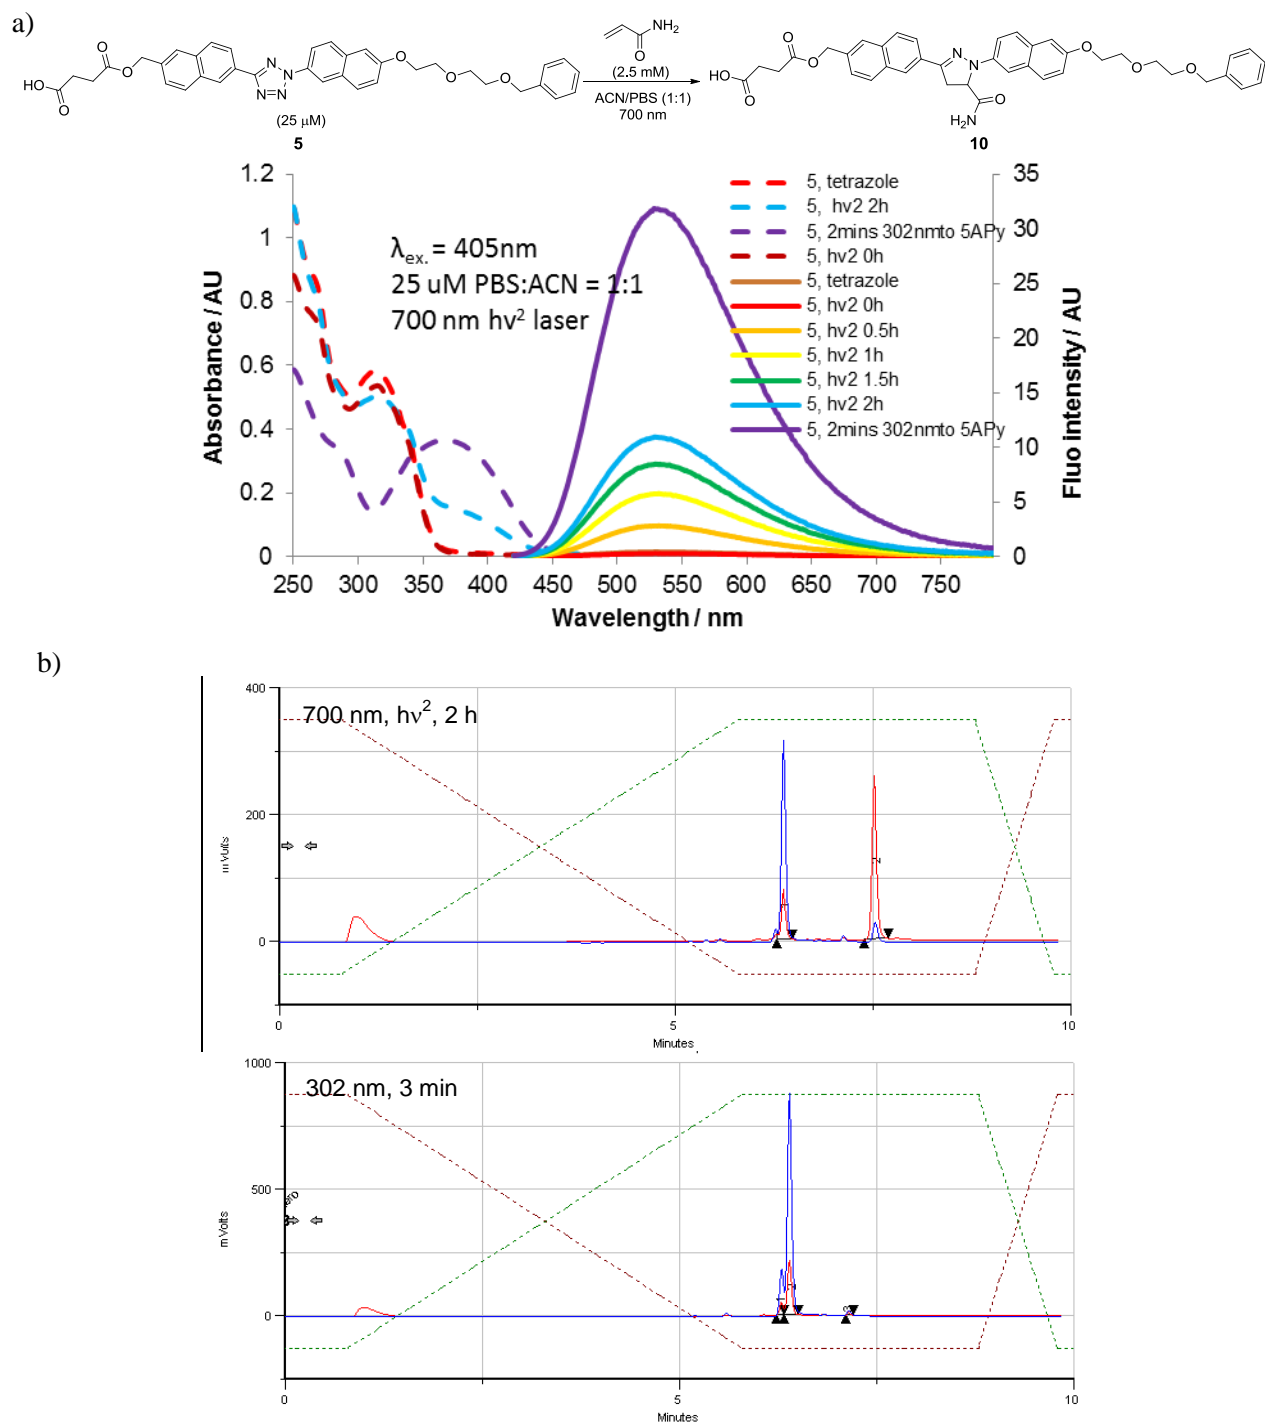 a)
O
NH₂
O
(2.5 mM)
ACN/PBS (1:1)
700 nm
HO
O
O
O
N
N
N=N
O
O
O
(25 μM)
5
HO
O
O
O
N
N
O
H₂N
O
O
O
10
1.2
1
0.8
0.6
0.4
0.2
0
Absorbance / AU
λex. = 405nm
25 uM PBS:ACN = 1:1
700 nm hv² laser
5, tetrazole
5, hv2 2h
5, 2mins 302nmto 5APy
5, hv2 0h
5, tetrazole
5, hv2 0h
5, hv2 0.5h
5, hv2 1h
5, hv2 1.5h
5, hv2 2h
5, 2mins 302nmto 5APy
35
30
25
20
15
10
5
0
Fluo intensity / AU
250 300 350 400 450 500 550 600 650 700 750
Wavelength / nm
b)
700 nm, hν², 2 h
400
200
0
mVolts
1
2
0 5 10
Minutes
302 nm, 3 min
1000
500
0
mVolts
1
2
3
0 5 10
Minutes